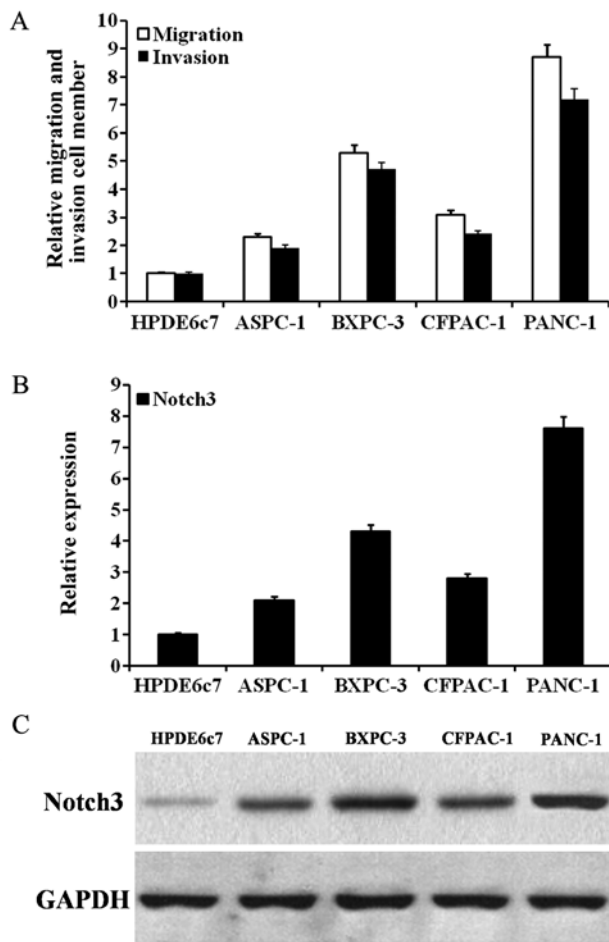 A
Relative migration and
invasion cell member
10
9
8
7
6
5
4
3
2
1
0
Migration
Invasion
HPDE6c7 ASPC-1 BXPC-3 CFPAC-1 PANC-1
B
Relative expression
9
8
7
6
5
4
3
2
1
0
Notch3
HPDE6c7 ASPC-1 BXPC-3 CFPAC-1 PANC-1
C
HPDE6c7 ASPC-1 BXPC-3 CFPAC-1 PANC-1
Notch3
GAPDH